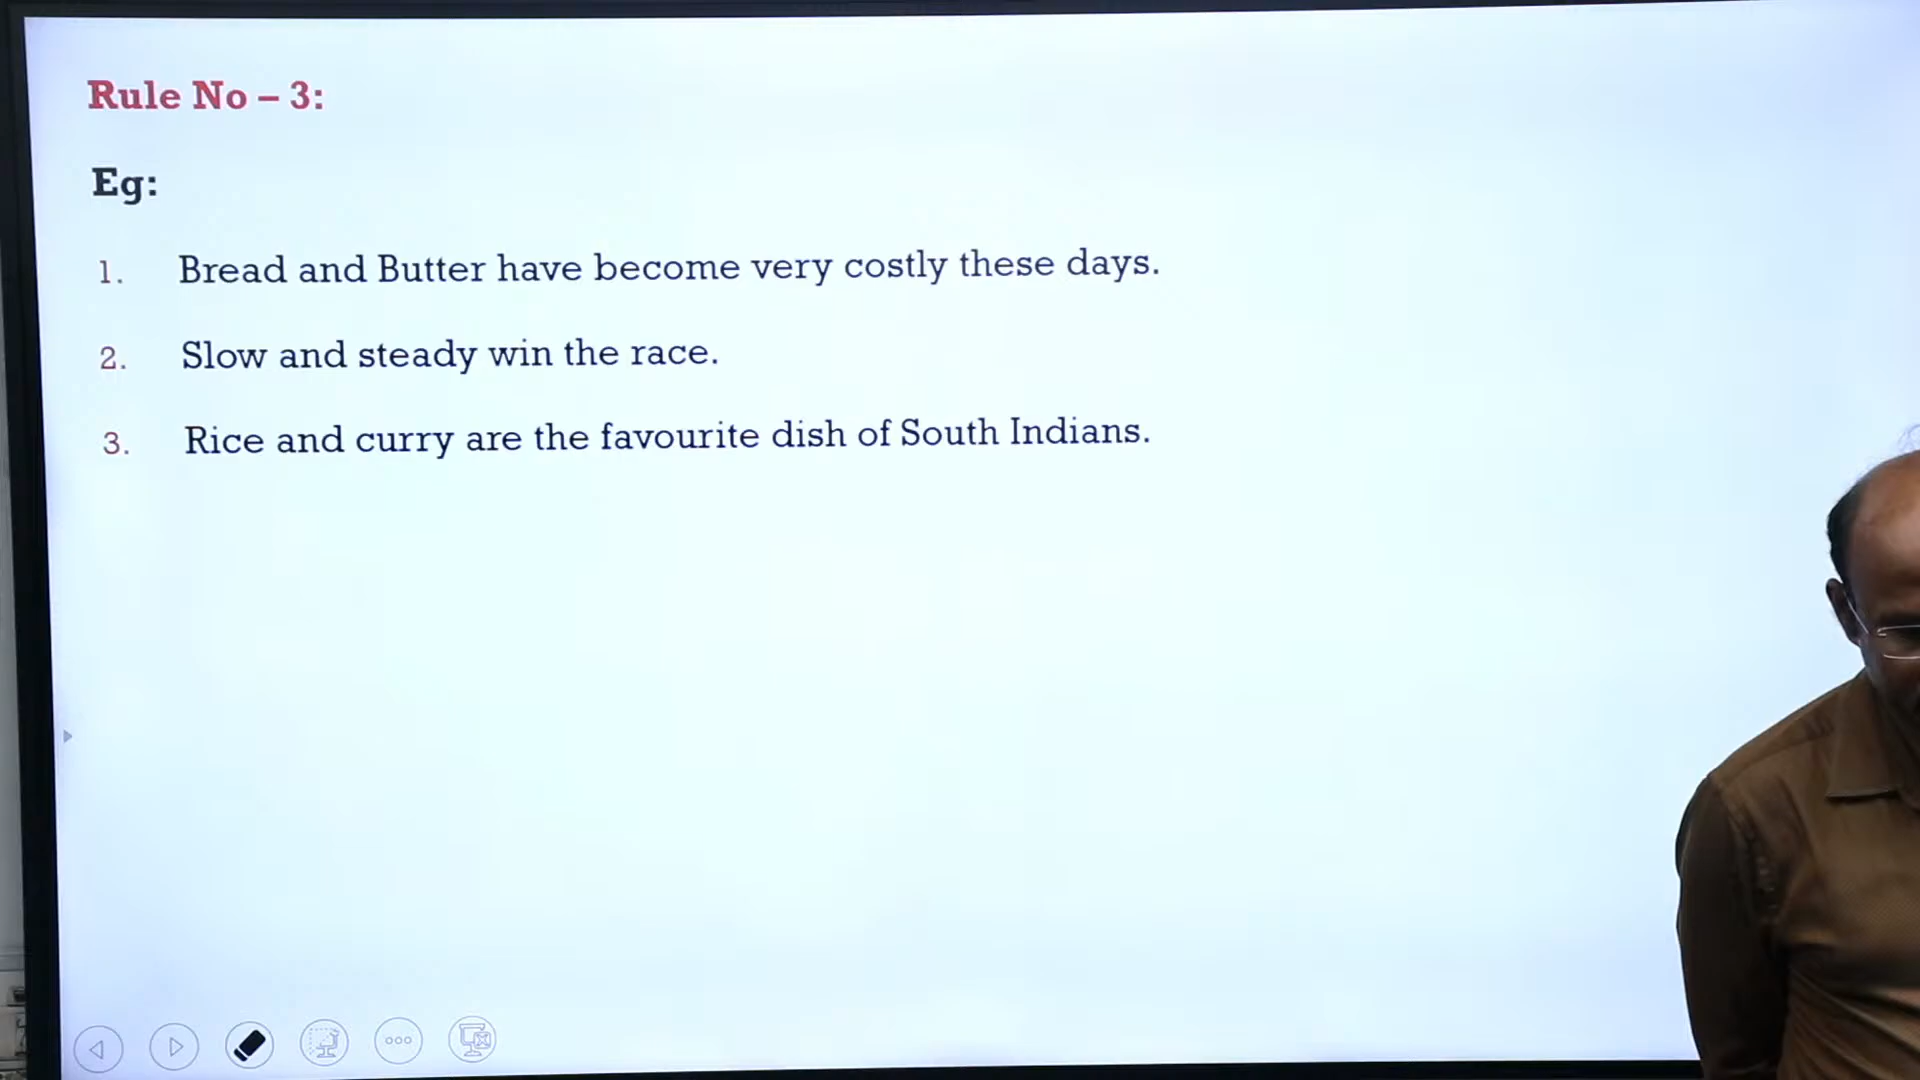 Rule No – 3:
Eg:
1. Bread and Butter have become very costly these days.
2. Slow and steady win the race.
3. Rice and curry are the favourite dish of South Indians.